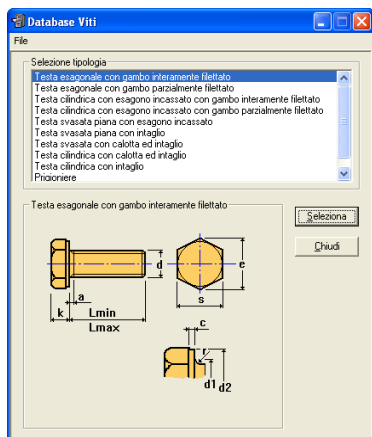 Database Viti
File
Selezione tipologia
Testa esagonale con gambo interamente filettato
Testa esagonale con gambo parzialmente filettato
Testa cilindrica con esagono incassato con gambo interamente filettato
Testa cilindrica con esagono incassato con gambo parzialmente filettato
Testa svasata piana con esagono incassato
Testa svasata piana con intaglio
Testa svasata con calotta ed intaglio
Testa cilindrica con calotta ed intaglio
Testa cilindrica con intaglio
Prigioniere
Testa esagonale con gambo interamente filettato
Seleziona
Chiudi
d
e
a
s
k
Lmin
Lmax
c
r
d1
d2